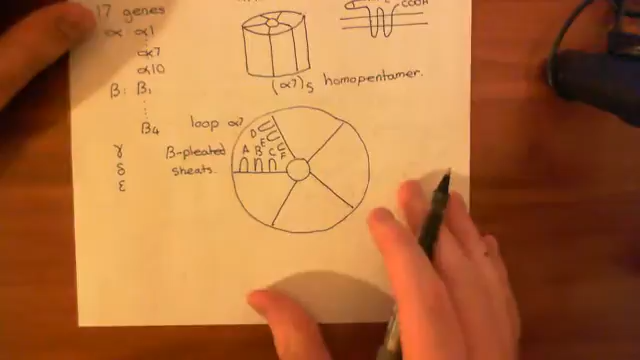 17 genes
α: α1
α7
α10
β: β1
β4
γ
δ
ε
COOH
(α7)5 homopentamer.
loop α7
β-pleated
sheats.
A B C
D E F